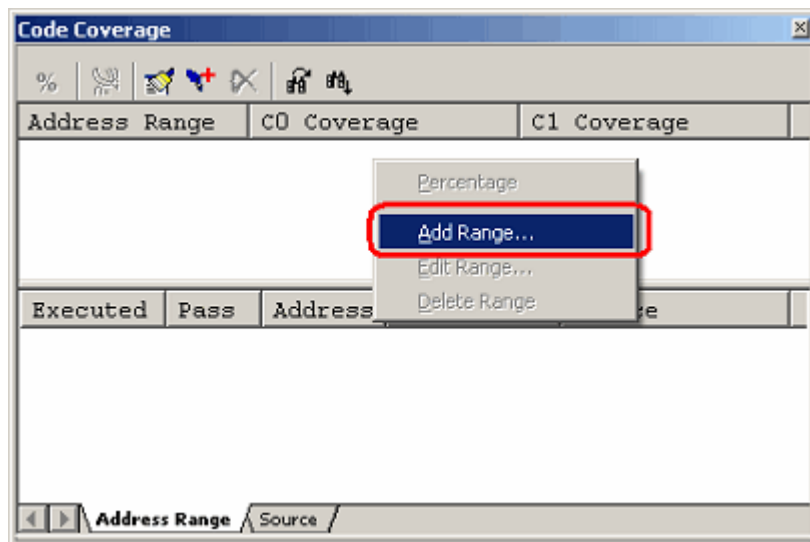 Code Coverage
%
Address Range C0 Coverage C1 Coverage
Percentage
Add Range...
Edit Range...
Delete Range
Executed Pass Address
Address Range Source